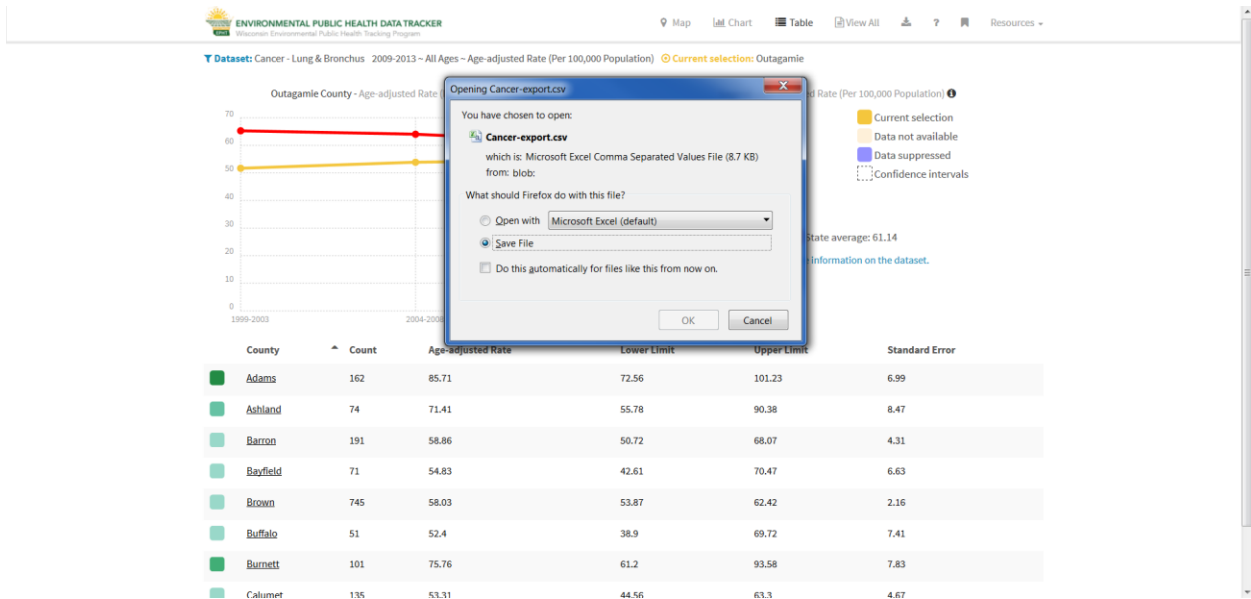 ENVIRONMENTAL PUBLIC HEALTH DATA TRACKER
Wisconsin Environmental Public Health Tracking Program
Map Chart Table View All ? Resources
Dataset: Cancer - Lung & Bronchus 2009-2013 ~ All Ages ~ Age-adjusted Rate (Per 100,000 Population) Current selection: Outagamie
Outagamie County - Age-adjusted Rate
d Rate (Per 100,000 Population)
70
60
50
40
30
20
10
0
1999-2003
2004-2008
Current selection
Data not available
Data suppressed
Confidence intervals
State average: 61.14
information on the dataset.
Opening Cancer-export.csv
You have chosen to open:
Cancer-export.csv
which is: Microsoft Excel Comma Separated Values File (8.7 KB)
from: blob:
What should Firefox do with this file?
Open with Microsoft Excel (default)
Save File
Do this automatically for files like this from now on.
OK Cancel
County Count Age-adjusted Rate Lower Limit Upper Limit Standard Error
Adams 162 85.71 72.56 101.23 6.99
Ashland 74 71.41 55.78 90.38 8.47
Barron 191 58.86 50.72 68.07 4.31
Bayfield 71 54.83 42.61 70.47 6.63
Brown 745 58.03 53.87 62.42 2.16
Buffalo 51 52.4 38.9 69.72 7.41
Burnett 101 75.76 61.2 93.58 7.83
Calumet 135 53.31 44.56 63.3 4.67